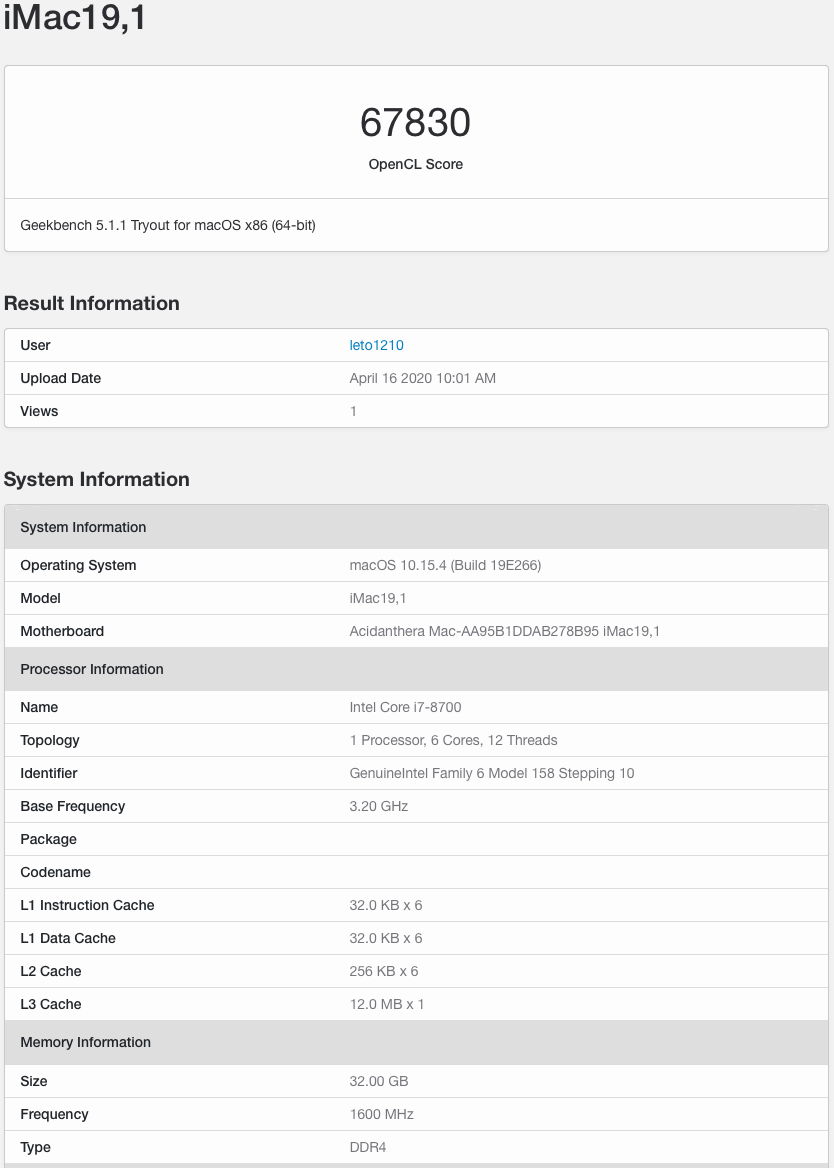 iMac19,1
67830
OpenCL Score
Geekbench 5.1.1 Tryout for macOS x86 (64-bit)
Result Information
User leto1210
Upload Date April 16 2020 10:01 AM
Views 1
System Information
System Information
Operating System macOS 10.15.4 (Build 19E266)
Model iMac19,1
Motherboard Acidanthera Mac-AA95B1DDAB278B95 iMac19,1
Processor Information
Name Intel Core i7-8700
Topology 1 Processor, 6 Cores, 12 Threads
Identifier GenuineIntel Family 6 Model 158 Stepping 10
Base Frequency 3.20 GHz
Package
Codename
L1 Instruction Cache 32.0 KB x 6
L1 Data Cache 32.0 KB x 6
L2 Cache 256 KB x 6
L3 Cache 12.0 MB x 1
Memory Information
Size 32.00 GB
Frequency 1600 MHz
Type DDR4